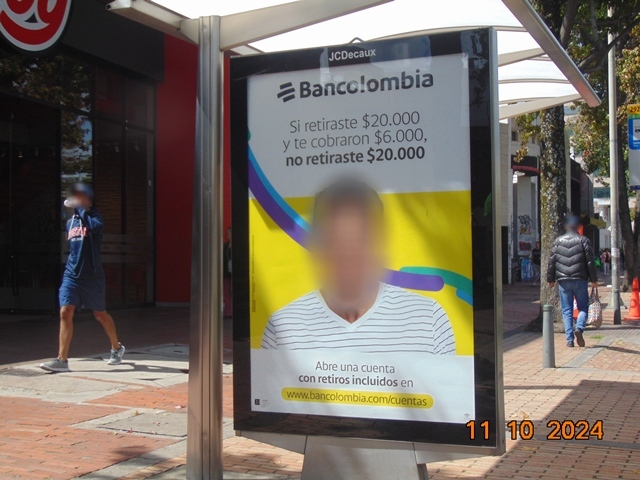 JCDecaux
Bancolombia
Si retiraste $20.000
y te cobraron $6.000,
no retiraste $20.000
Abre una cuenta
con retiros incluidos en
www.bancolombia.com/cuentas
11 10 2024